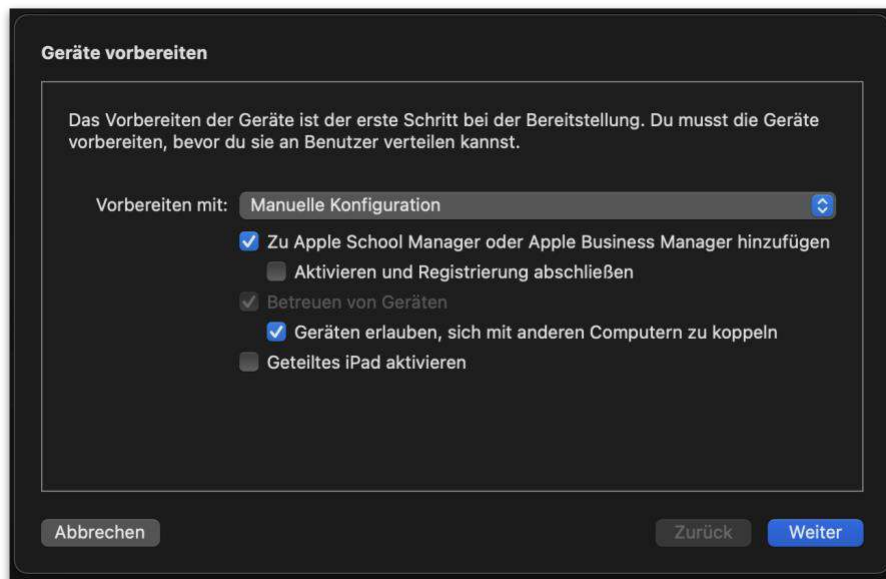 Geräte vorbereiten
Das Vorbereiten der Geräte ist der erste Schritt bei der Bereitstellung. Du musst die Geräte
vorbereiten, bevor du sie an Benutzer verteilen kannst.
Vorbereiten mit: Manuelle Konfiguration
Zu Apple School Manager oder Apple Business Manager hinzufügen
Aktivieren und Registrierung abschließen
Betreuen von Geräten
Geräten erlauben, sich mit anderen Computern zu koppeln
Geteiltes iPad aktivieren
Abbrechen Zurück Weiter